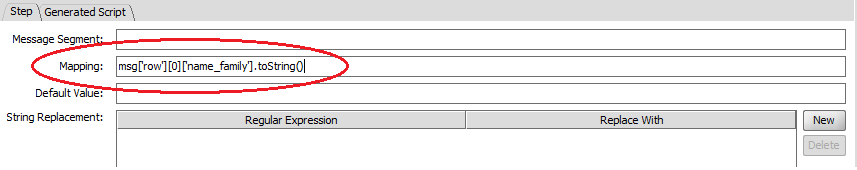 Step Generated Script
Message Segment:
Mapping: msg['row'][0]['name_family'].toString()
Default Value:
String Replacement: Regular Expression Replace With New
Delete